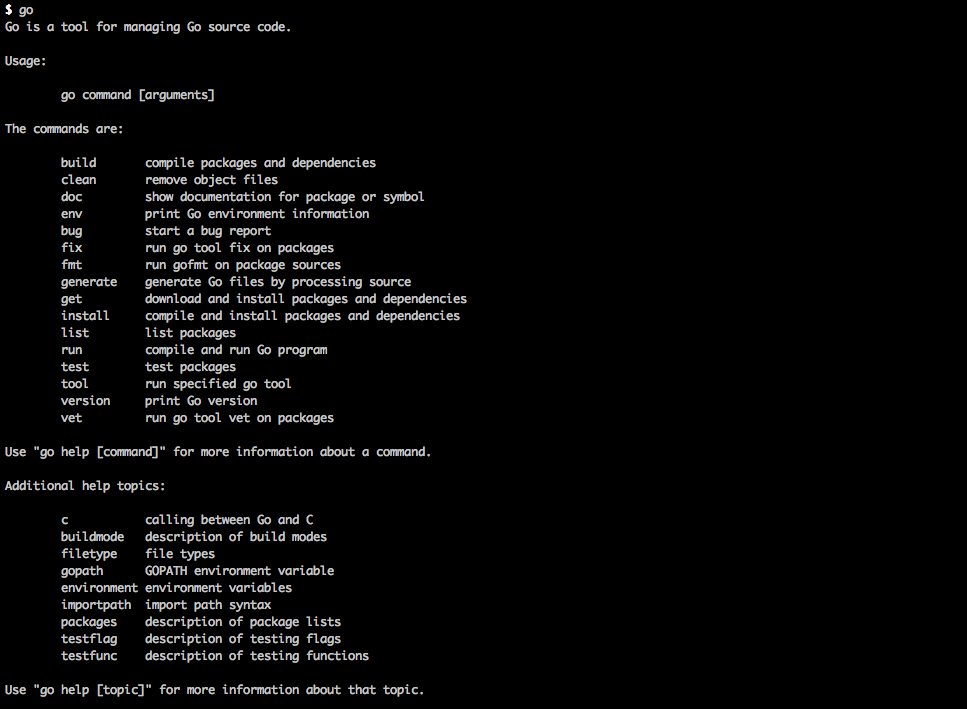 $ go
Go is a tool for managing Go source code.
Usage:
go command [arguments]
The commands are:
build compile packages and dependencies
clean remove object files
doc show documentation for package or symbol
env print Go environment information
bug start a bug report
fix run go tool fix on packages
fmt run gofmt on package sources
generate generate Go files by processing source
get download and install packages and dependencies
install compile and install packages and dependencies
list list packages
run compile and run Go program
test test packages
tool run specified go tool
version print Go version
vet run go tool vet on packages
Use "go help [command]" for more information about a command.
Additional help topics:
c calling between Go and C
buildmode description of build modes
filetype file types
gopath GOPATH environment variable
environment environment variables
importpath import path syntax
packages description of package lists
testflag description of testing flags
testfunc description of testing functions
Use "go help [topic]" for more information about that topic.